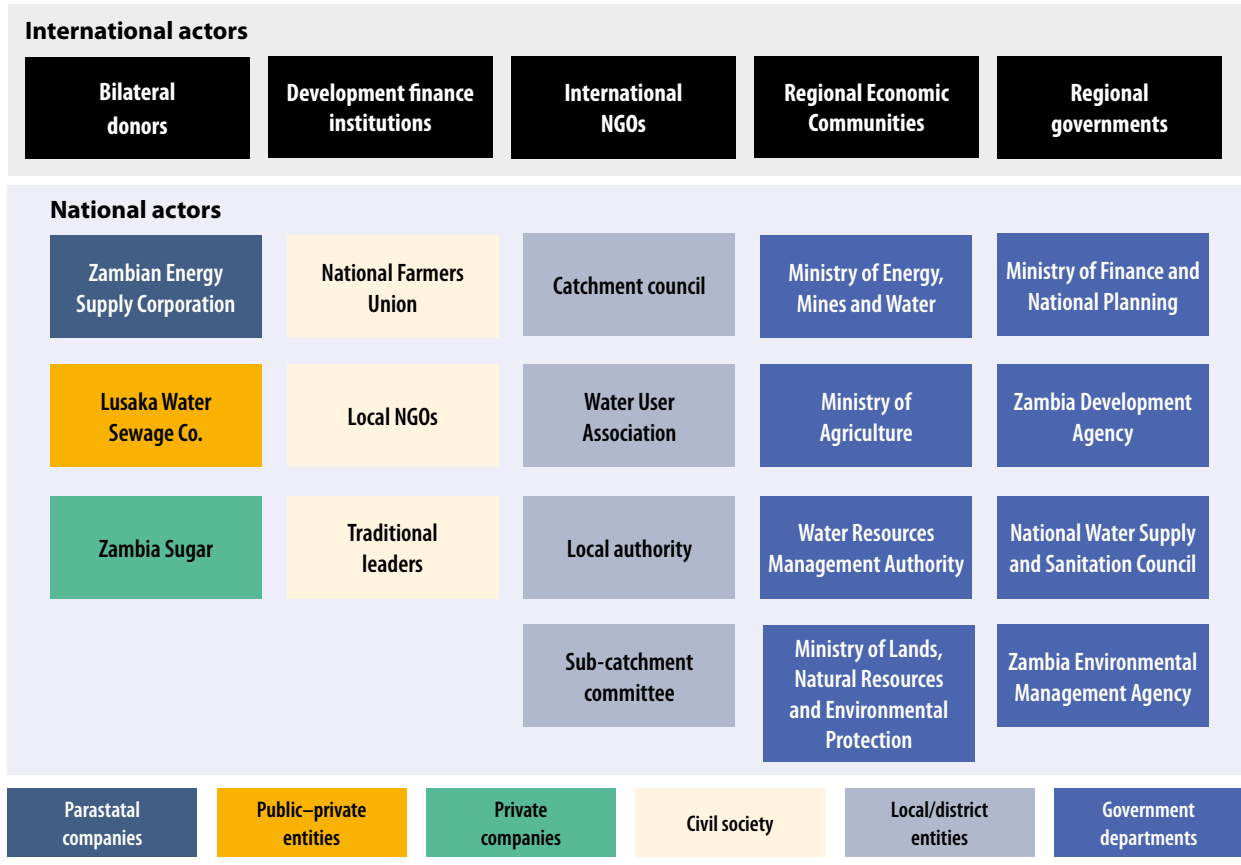 International actors
Bilateral
donors
Development finance
institutions
International
NGOs
Regional Economic
Communities
Regional
governments
National actors
Zambian Energy
Supply Corporation
National Farmers
Union
Catchment council
Ministry of Energy,
Mines and Water
Ministry of Finance and
National Planning
Lusaka Water
Sewage Co.
Local NGOs
Water User
Association
Ministry of
Agriculture
Zambia Development
Agency
Zambia Sugar
Traditional
leaders
Local authority
Water Resources
Management Authority
National Water Supply
and Sanitation Council
Sub-catchment
committee
Ministry of Lands,
Natural Resources
and Environmental
Protection
Zambia Environmental
Management Agency
Parastatal
companies
Public–private
entities
Private
companies
Civil society
Local/district
entities
Government
departments